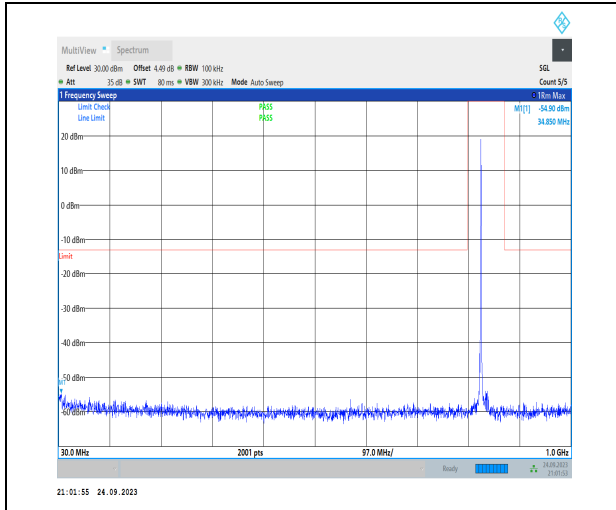 MultiView Spectrum
Ref Level 30.00 dBm Offset 4.49 dB RBW 100 kHz SGL
Att 35 dB SWT 80 ms VBW 300 kHz Mode Auto Sweep Count 5/5
1 Frequency Sweep 1Rm Max
Limit Check PASS M1[1] -54.90 dBm
Line Limit PASS 34.850 MHz
20 dBm
10 dBm
0 dBm
-10 dBm
Limit
-20 dBm
-30 dBm
-40 dBm
-50 dBm
M1
-60 dBm
30.0 MHz 2001 pts 97.0 MHz/ 1.0 GHz
Ready 24.09.2023
21:01:53
21:01:55 24.09.2023